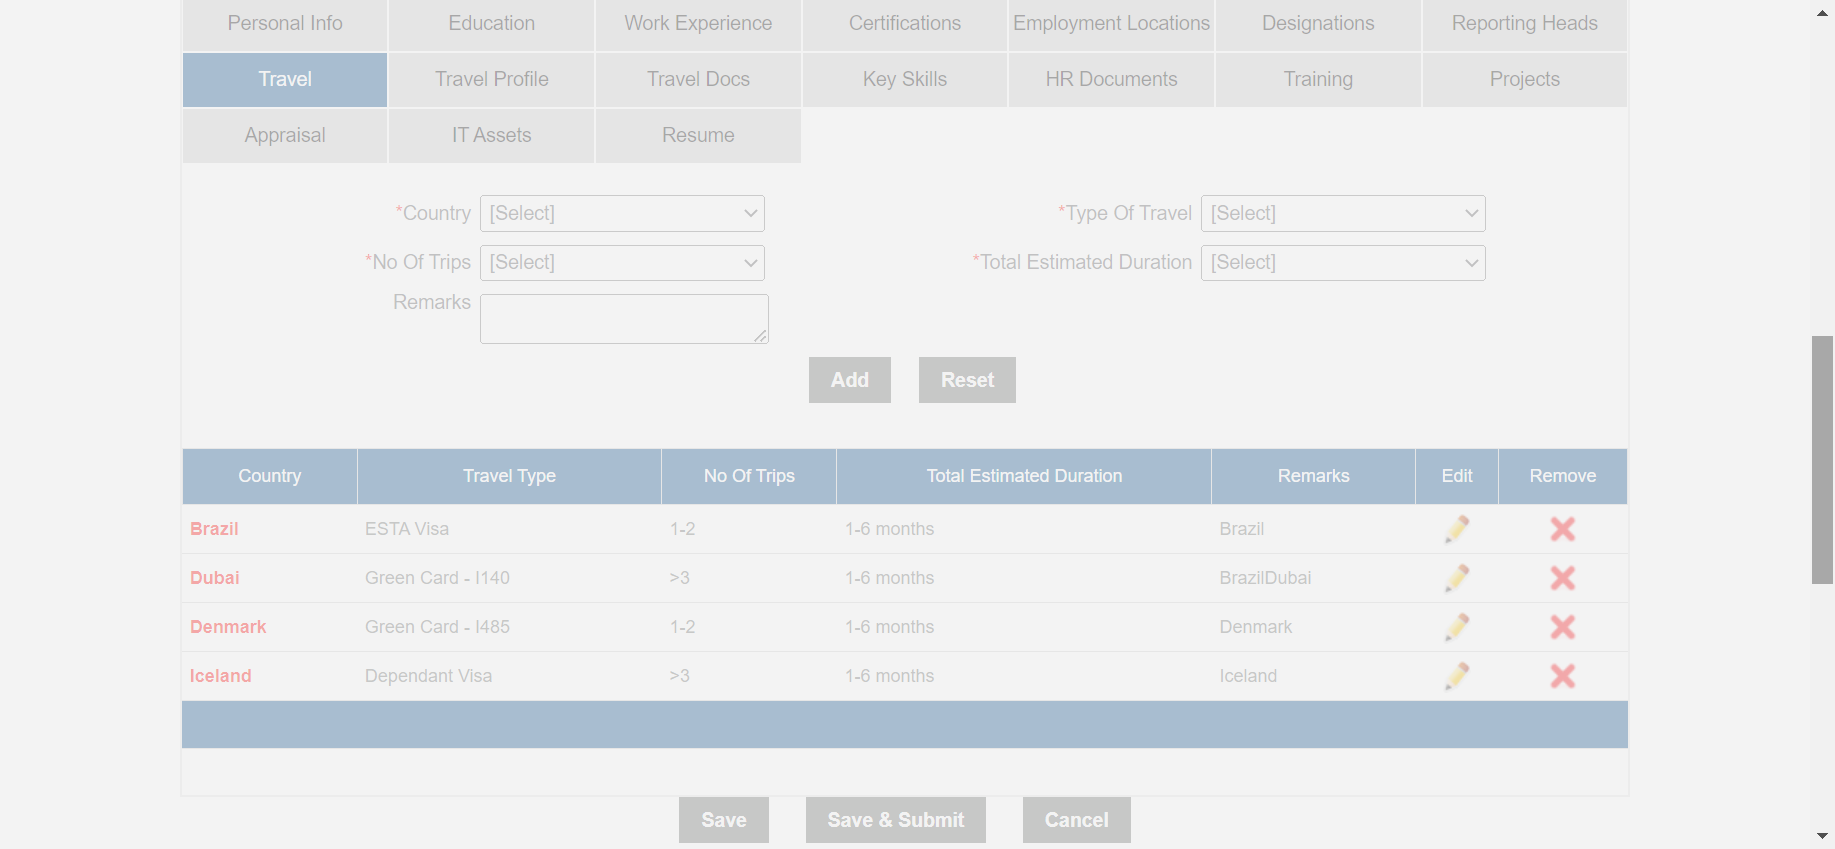 Personal Info Education Work Experience Certifications Employment Locations Designations Reporting Heads
Travel Travel Profile Travel Docs Key Skills HR Documents Training Projects
Appraisal IT Assets Resume
*Country [Select] *Type Of Travel [Select]
*No Of Trips [Select] *Total Estimated Duration [Select]
Remarks
Add Reset
Country Travel Type No Of Trips Total Estimated Duration Remarks Edit Remove
Brazil ESTA Visa 1-2 1-6 months Brazil
Dubai Green Card - I140 >3 1-6 months BrazilDubai
Denmark Green Card - I485 1-2 1-6 months Denmark
Iceland Dependant Visa >3 1-6 months Iceland
Save Save & Submit Cancel